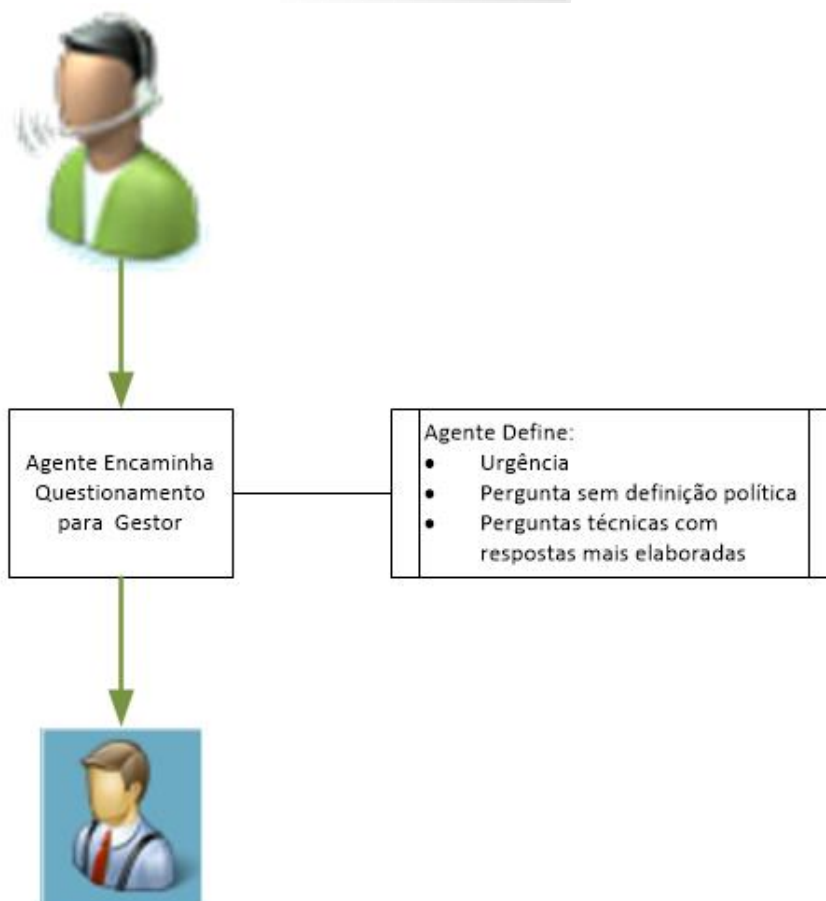 Agente Encaminha
Questionamento
para Gestor
Agente Define:
• Urgência
• Pergunta sem definição política
• Perguntas técnicas com
respostas mais elaboradas